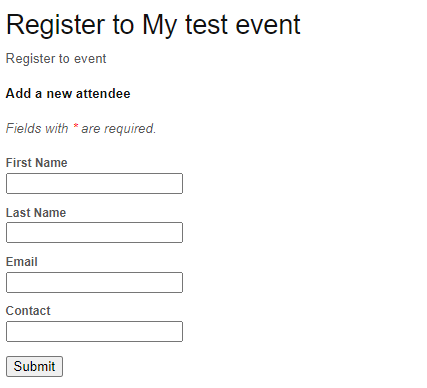 Register to My test event
Register to event
Add a new attendee
Fields with * are required.
First Name
Last Name
Email
Contact
Submit